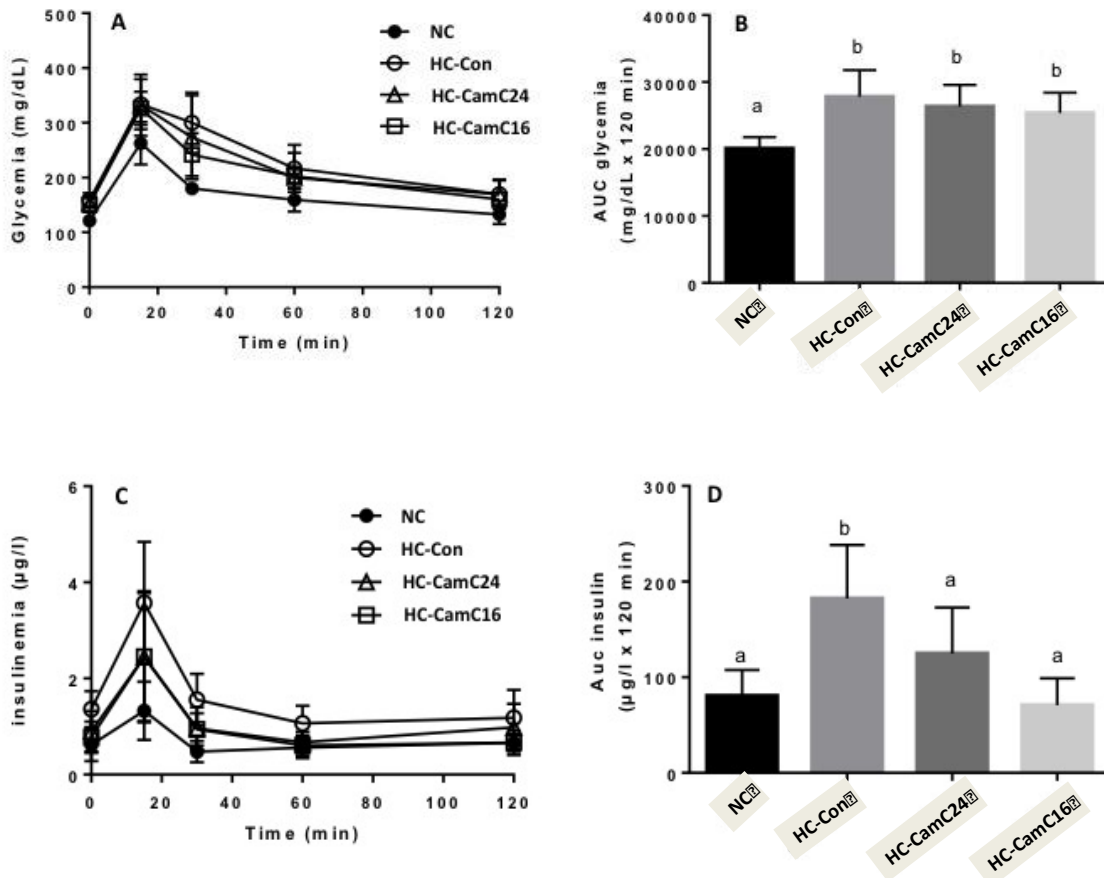 A
Glycemia (mg/dL)
500
400
300
200
100
0
0 20 40 60 80 100 120
Time (min)
NC
HC-Con
HC-CamC24
HC-CamC16
B
AUC glycemia
(mg/dL x 120 min)
40000
30000
20000
10000
0
a b b b
NC⍰
HC-Con⍰
HC-CamC24⍰
HC-CamC16⍰
C
insulinemia (µg/l)
6
4
2
0
0 20 40 60 80 100 120
Time (min)
NC
HC-Con
HC-CamC24
HC-CamC16
D
Auc insulin
(µg/l x 120 min)
300
200
100
0
a b a a
NC⍰
HC-Con⍰
HC-CamC24⍰
HC-CamC16⍰